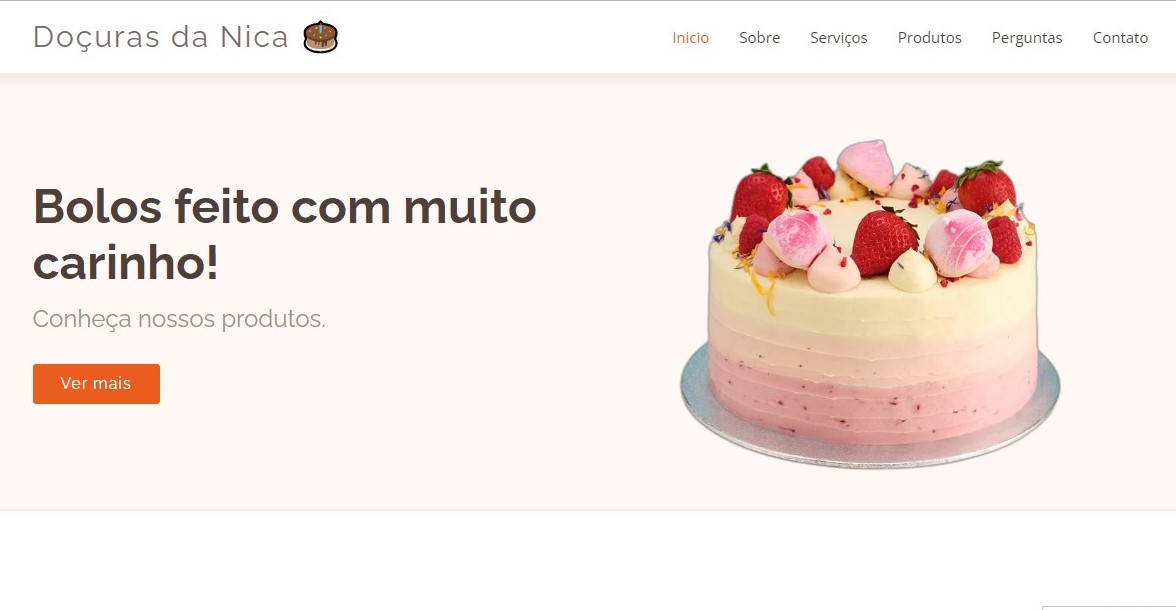 Doçuras da Nica
Inicio Sobre Serviços Produtos Perguntas Contato
Bolos feito com muito
carinho!
Conheça nossos produtos.
Ver mais